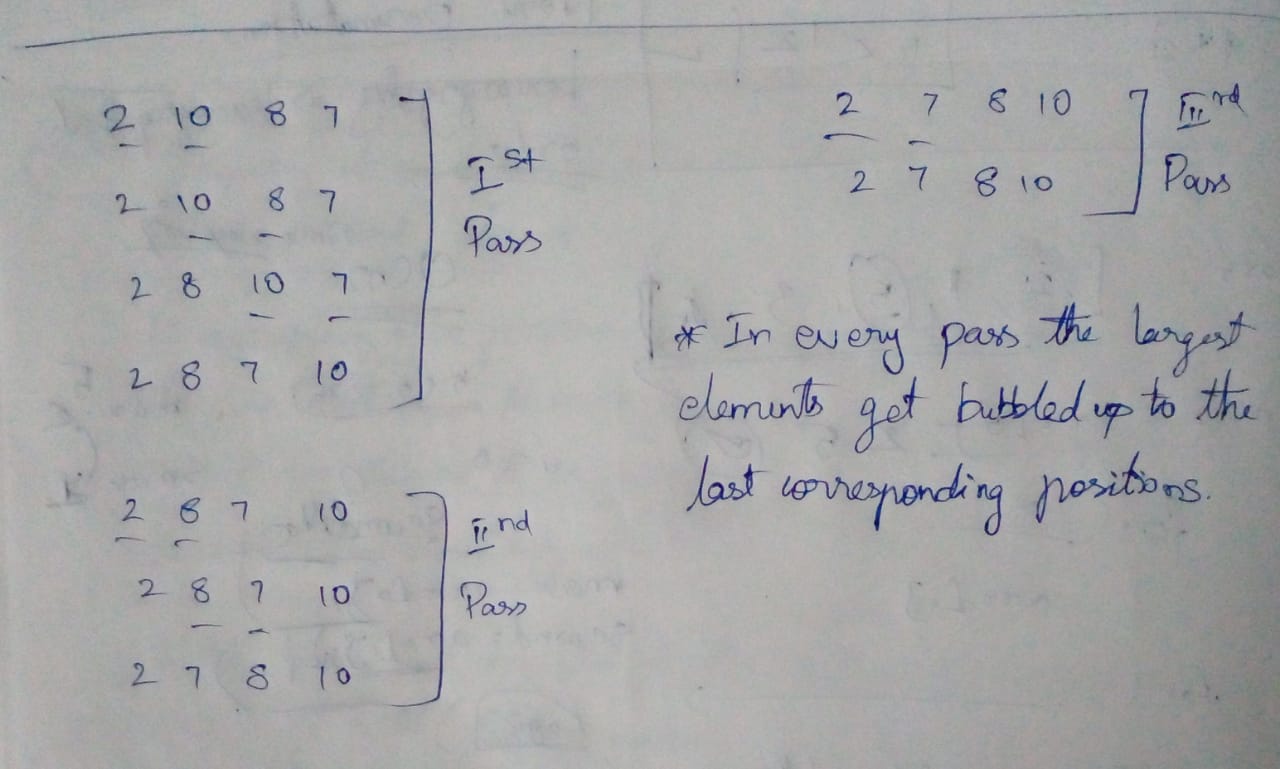 2 10 8 7
2 10 8 7
2 8 10 7
2 8 7 10
I st
Pass
2 8 7 10
2 8 7 10
2 7 8 10
II nd
Pass
2 7 8 10
2 7 8 10
III rd
Pass
* In every pass the largest
elements get bubbled up to the
last corresponding positions.